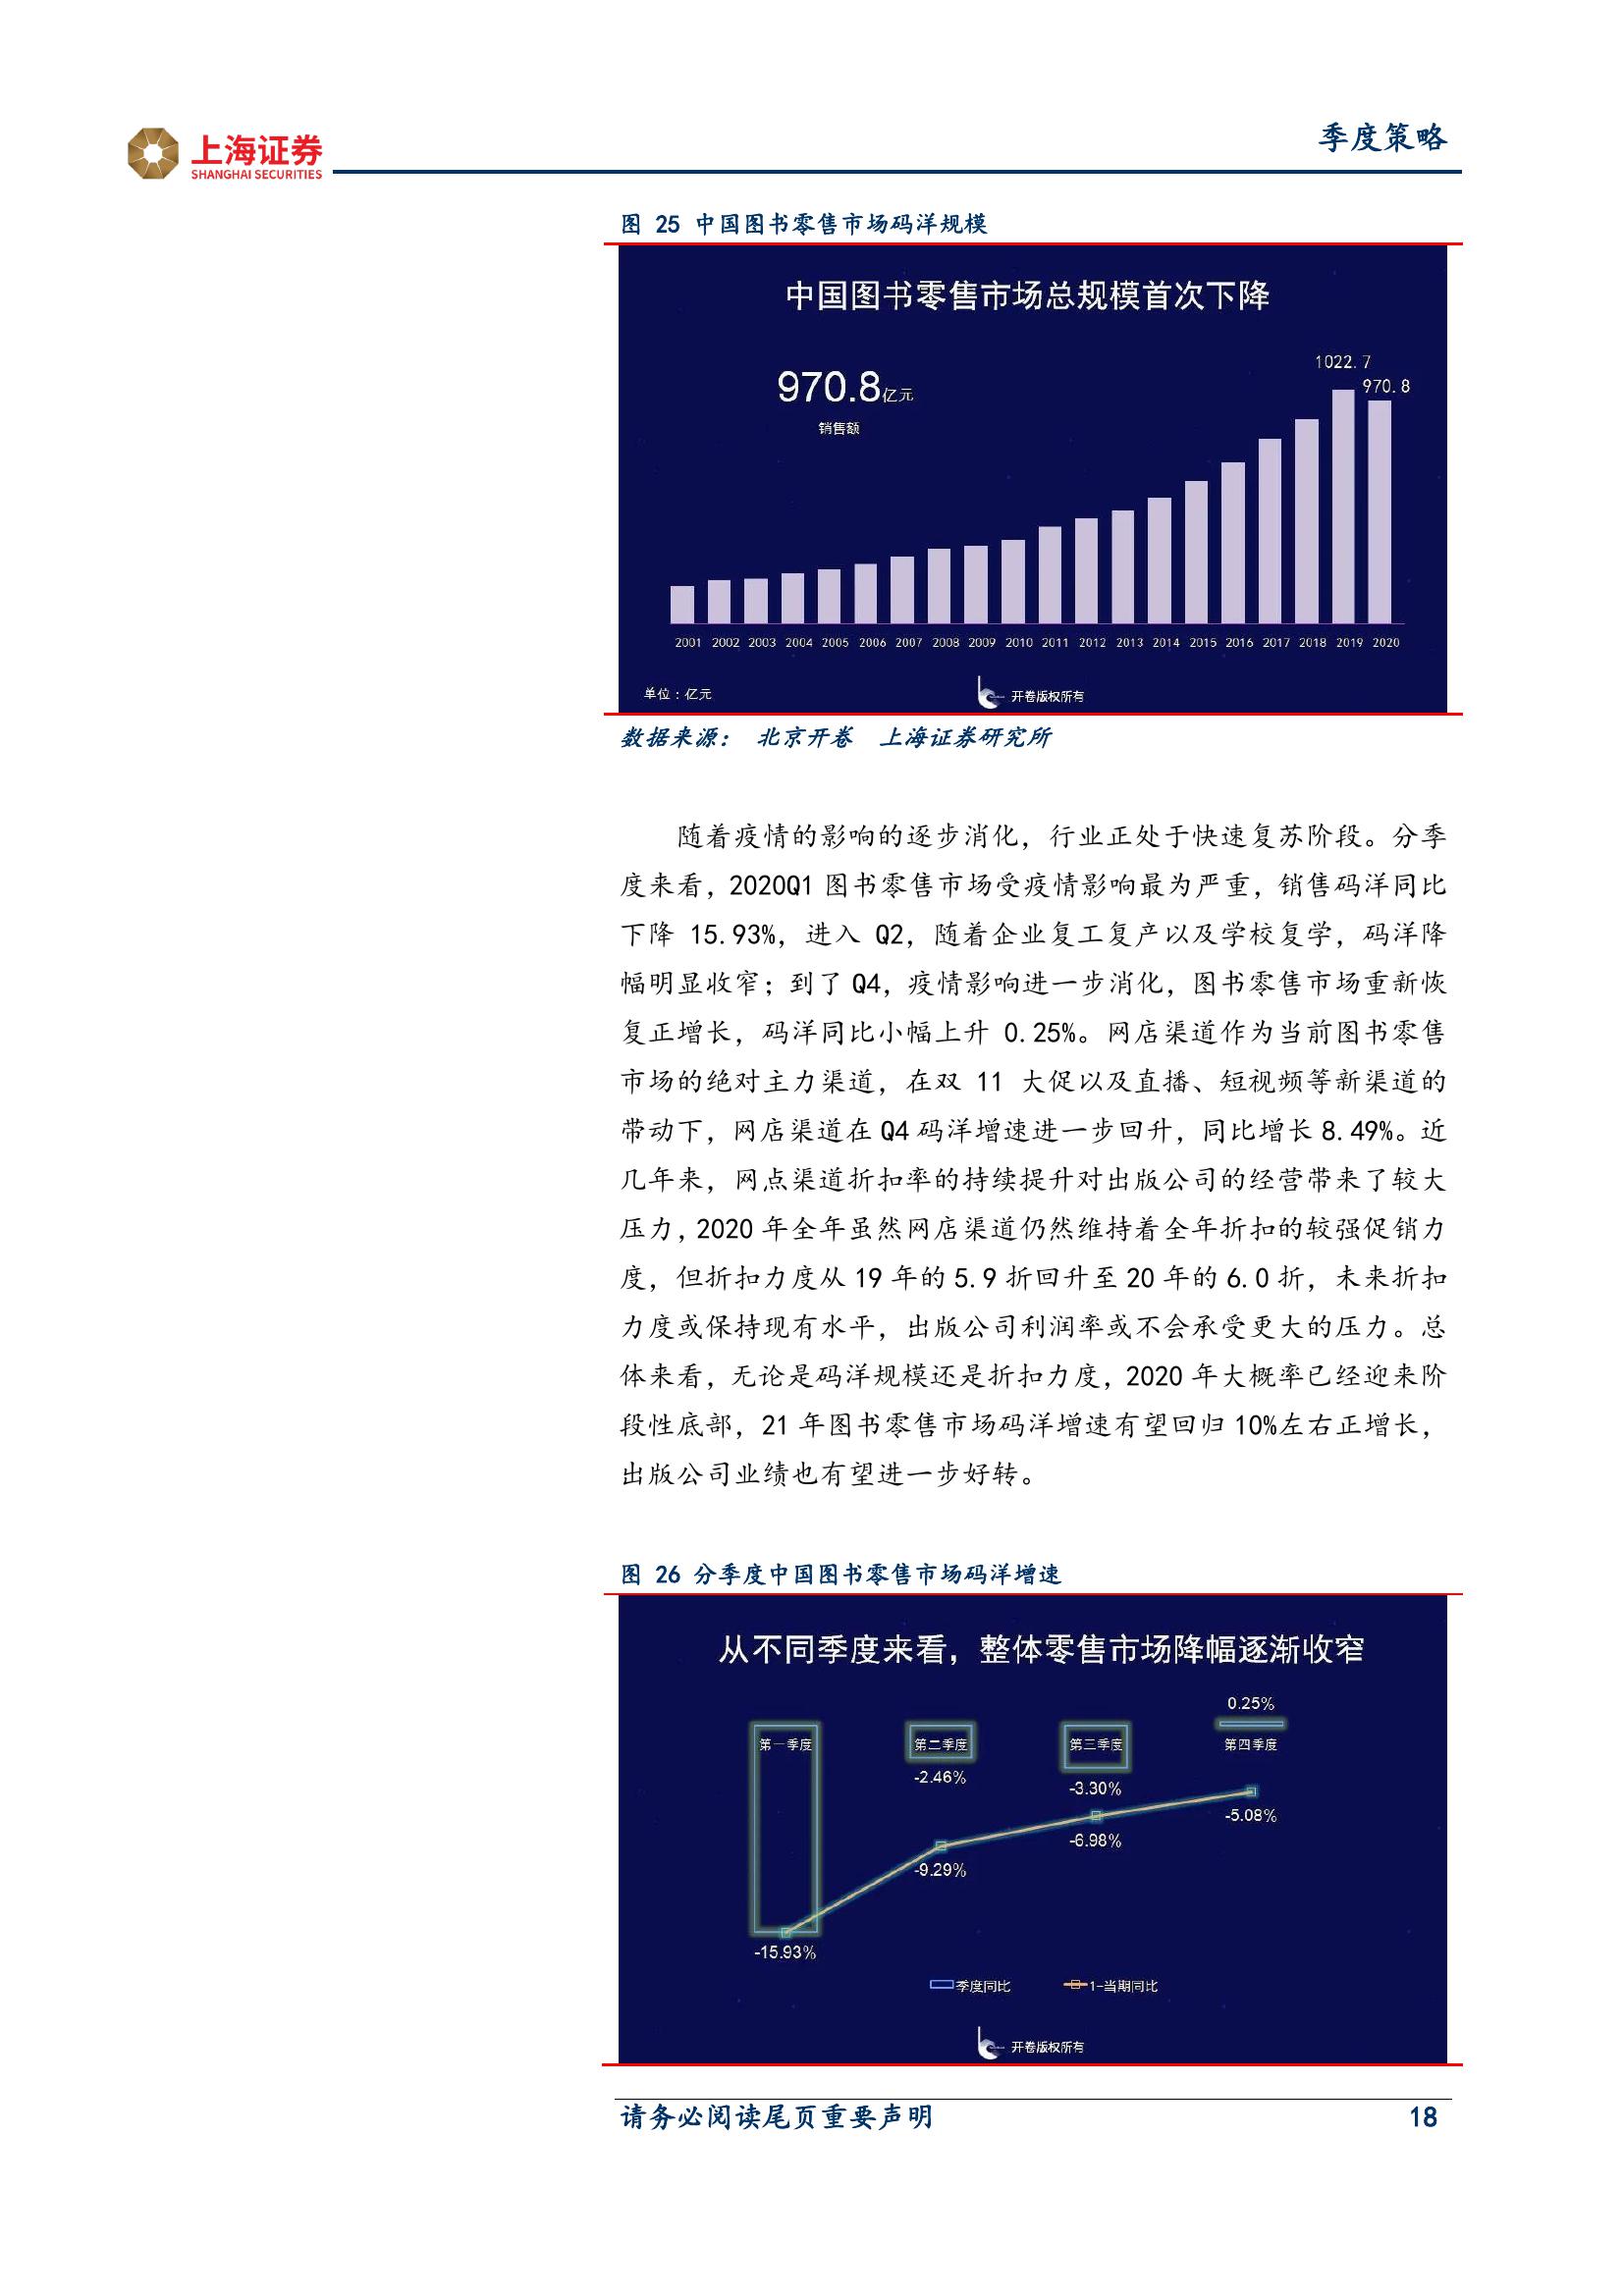 上海证券
SHANGHAI SECURITIES
季度策略
图 25 中国图书零售市场码洋规模
中国图书零售市场总规模首次下降
970.8亿元
销售额
1022.7
970.8
2001 2002 2003 2004 2005 2006 2007 2008 2009 2010 2011 2012 2013 2014 2015 2016 2017 2018 2019 2020
单位：亿元
开卷版权所有
数据来源： 北京开卷 上海证券研究所
随着疫情的影响的逐步消化，行业正处于快速复苏阶段。分季
度来看，2020Q1 图书零售市场受疫情影响最为严重，销售码洋同比
下降 15.93%，进入 Q2，随着企业复工复产以及学校复学，码洋降
幅明显收窄；到了 Q4，疫情影响进一步消化，图书零售市场重新恢
复正增长，码洋同比小幅上升 0.25%。网店渠道作为当前图书零售
市场的绝对主力渠道，在双 11 大促以及直播、短视频等新渠道的
带动下，网店渠道在 Q4 码洋增速进一步回升，同比增长 8.49%。近
几年来，网点渠道折扣率的持续提升对出版公司的经营带来了较大
压力，2020 年全年虽然网店渠道仍然维持着全年折扣的较强促销力
度，但折扣力度从 19 年的 5.9 折回升至 20 年的 6.0 折，未来折扣
力度或保持现有水平，出版公司利润率或不会承受更大的压力。总
体来看，无论是码洋规模还是折扣力度，2020 年大概率已经迎来阶
段性底部，21 年图书零售市场码洋增速有望回归 10%左右正增长，
出版公司业绩也有望进一步好转。
图 26 分季度中国图书零售市场码洋增速
从不同季度来看，整体零售市场降幅逐渐收窄
0.25%
第一季度 第二季度 第三季度 第四季度
-2.46%
-3.30%
-5.08%
-6.98%
-9.29%
-15.93%
季度同比 1-当期同比
开卷版权所有
请务必阅读尾页重要声明 18